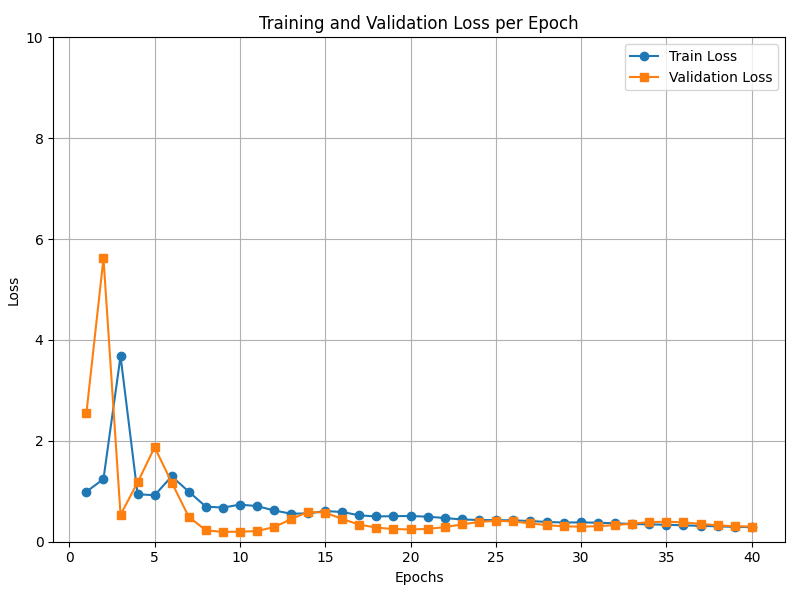 Training and Validation Loss per Epoch
10
8
6
4
2
0
Loss
Train Loss
Validation Loss
0 5 10 15 20 25 30 35 40
Epochs